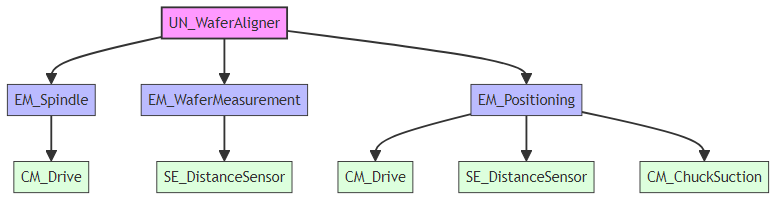 UN_WaferAligner
EM_Spindle
EM_WaferMeasurement
EM_Positioning
CM_Drive
SE_DistanceSensor
CM_Drive
SE_DistanceSensor
CM_ChuckSuction